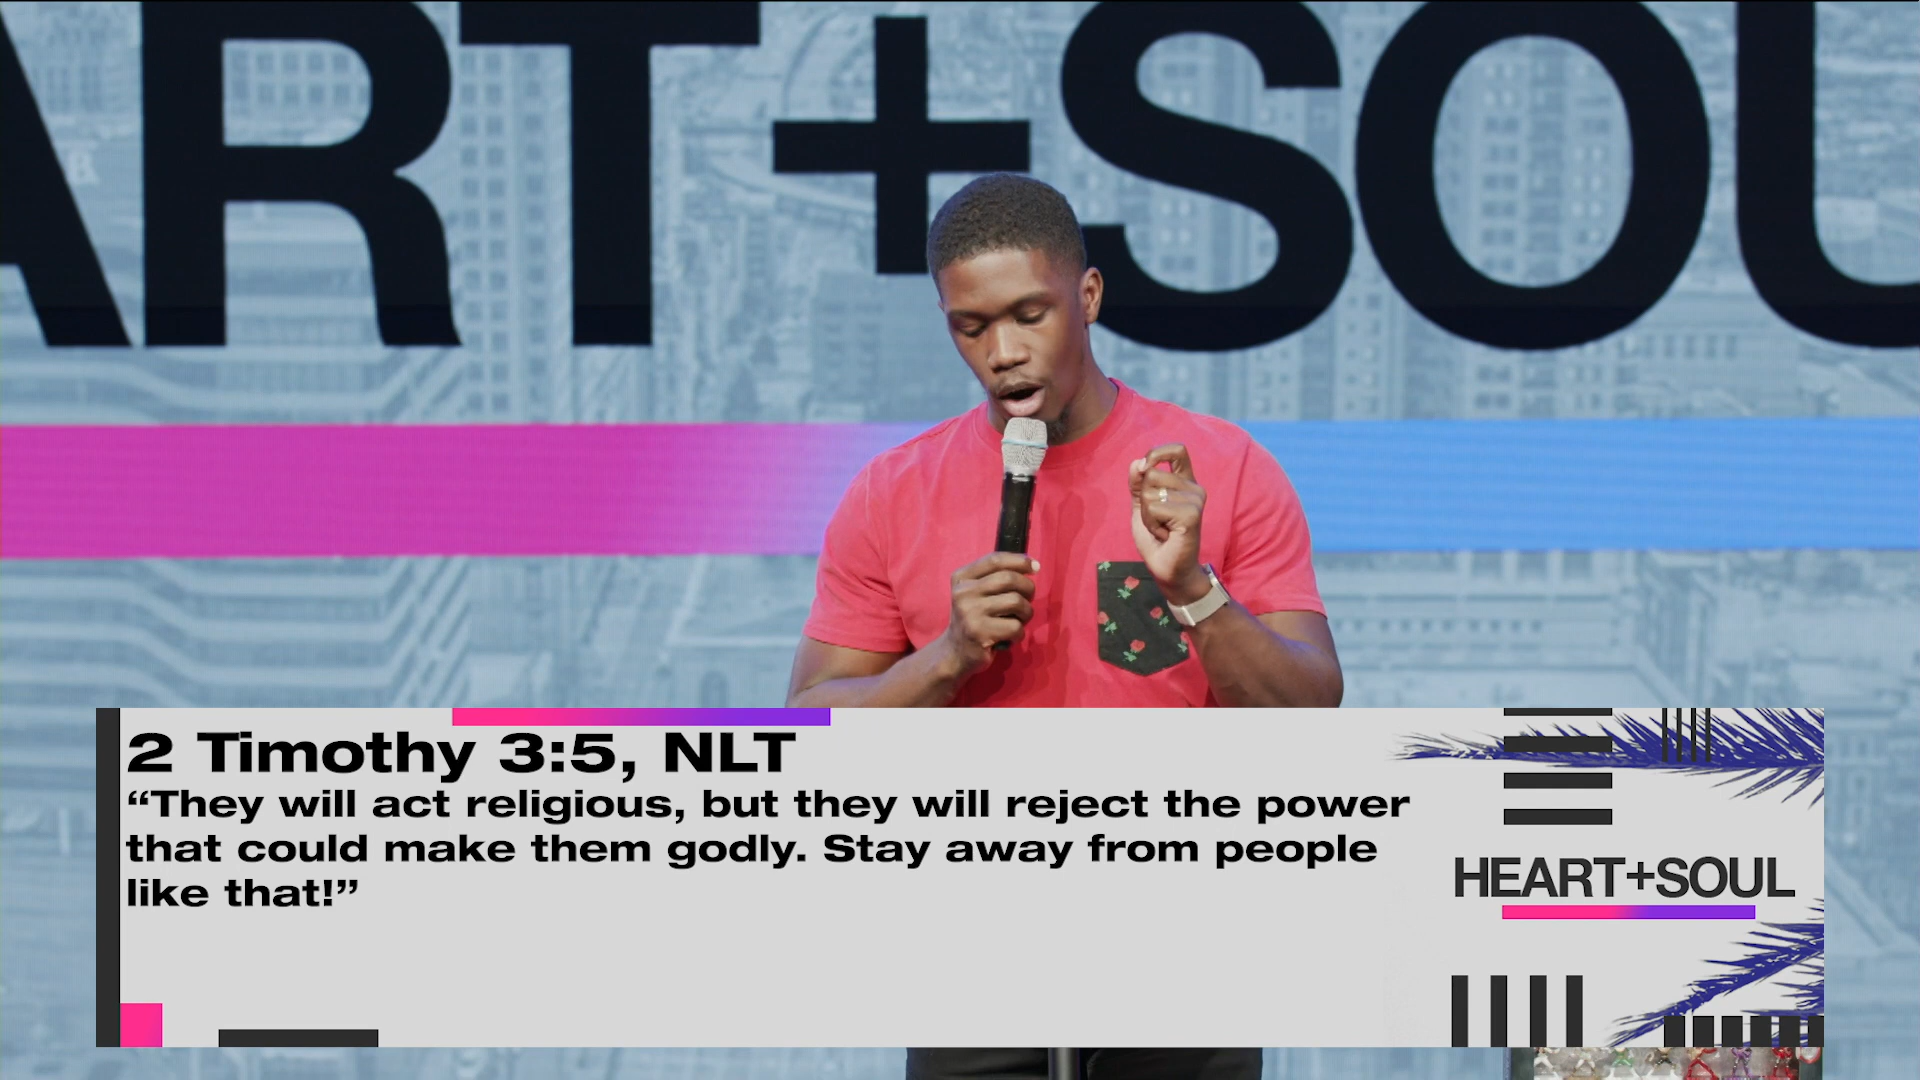 ART+SOU
2 Timothy 3:5, NLT
“They will act religious, but they will reject the power
that could make them godly. Stay away from people
like that!”
HEART+SOUL